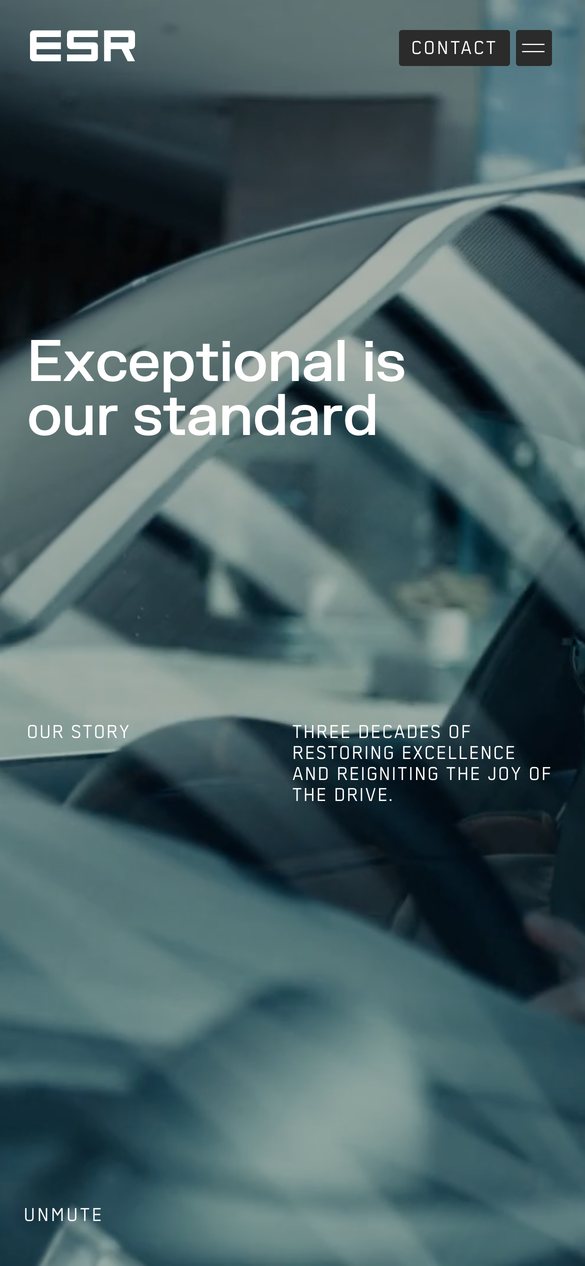 ESR
CONTACT
Exceptional is
our standard
OUR STORY
THREE DECADES OF
RESTORING EXCELLENCE
AND REIGNITING THE JOY OF
THE DRIVE.
UNMUTE